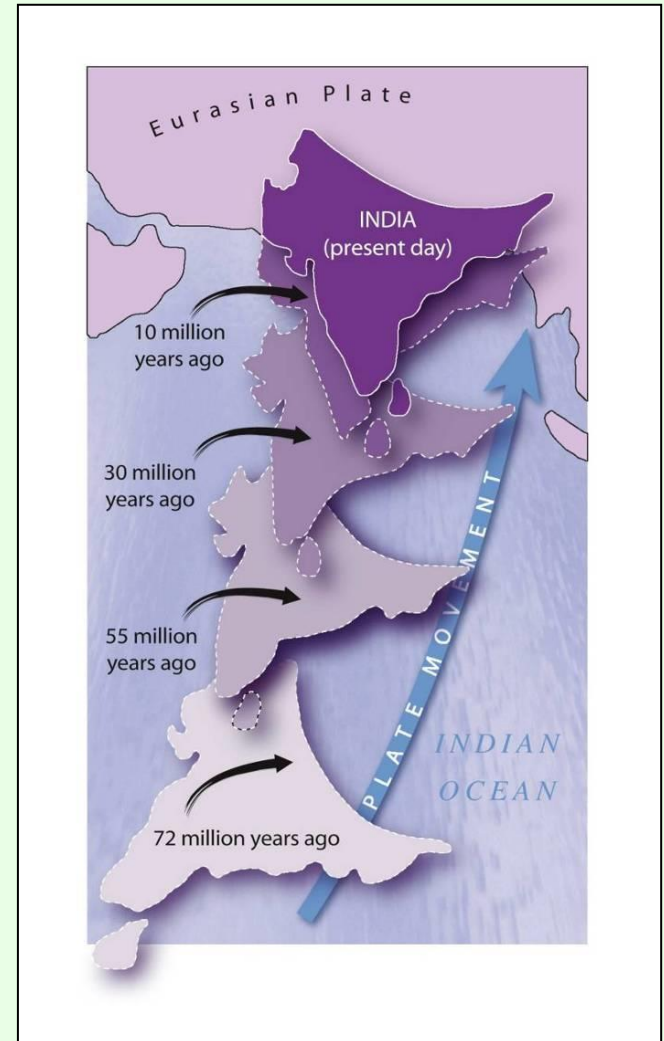 Eurasian Plate
INDIA
(present day)
10 million
years ago
30 million
years ago
55 million
years ago
72 million years ago
PLATE MOVEMENT
INDIAN
OCEAN